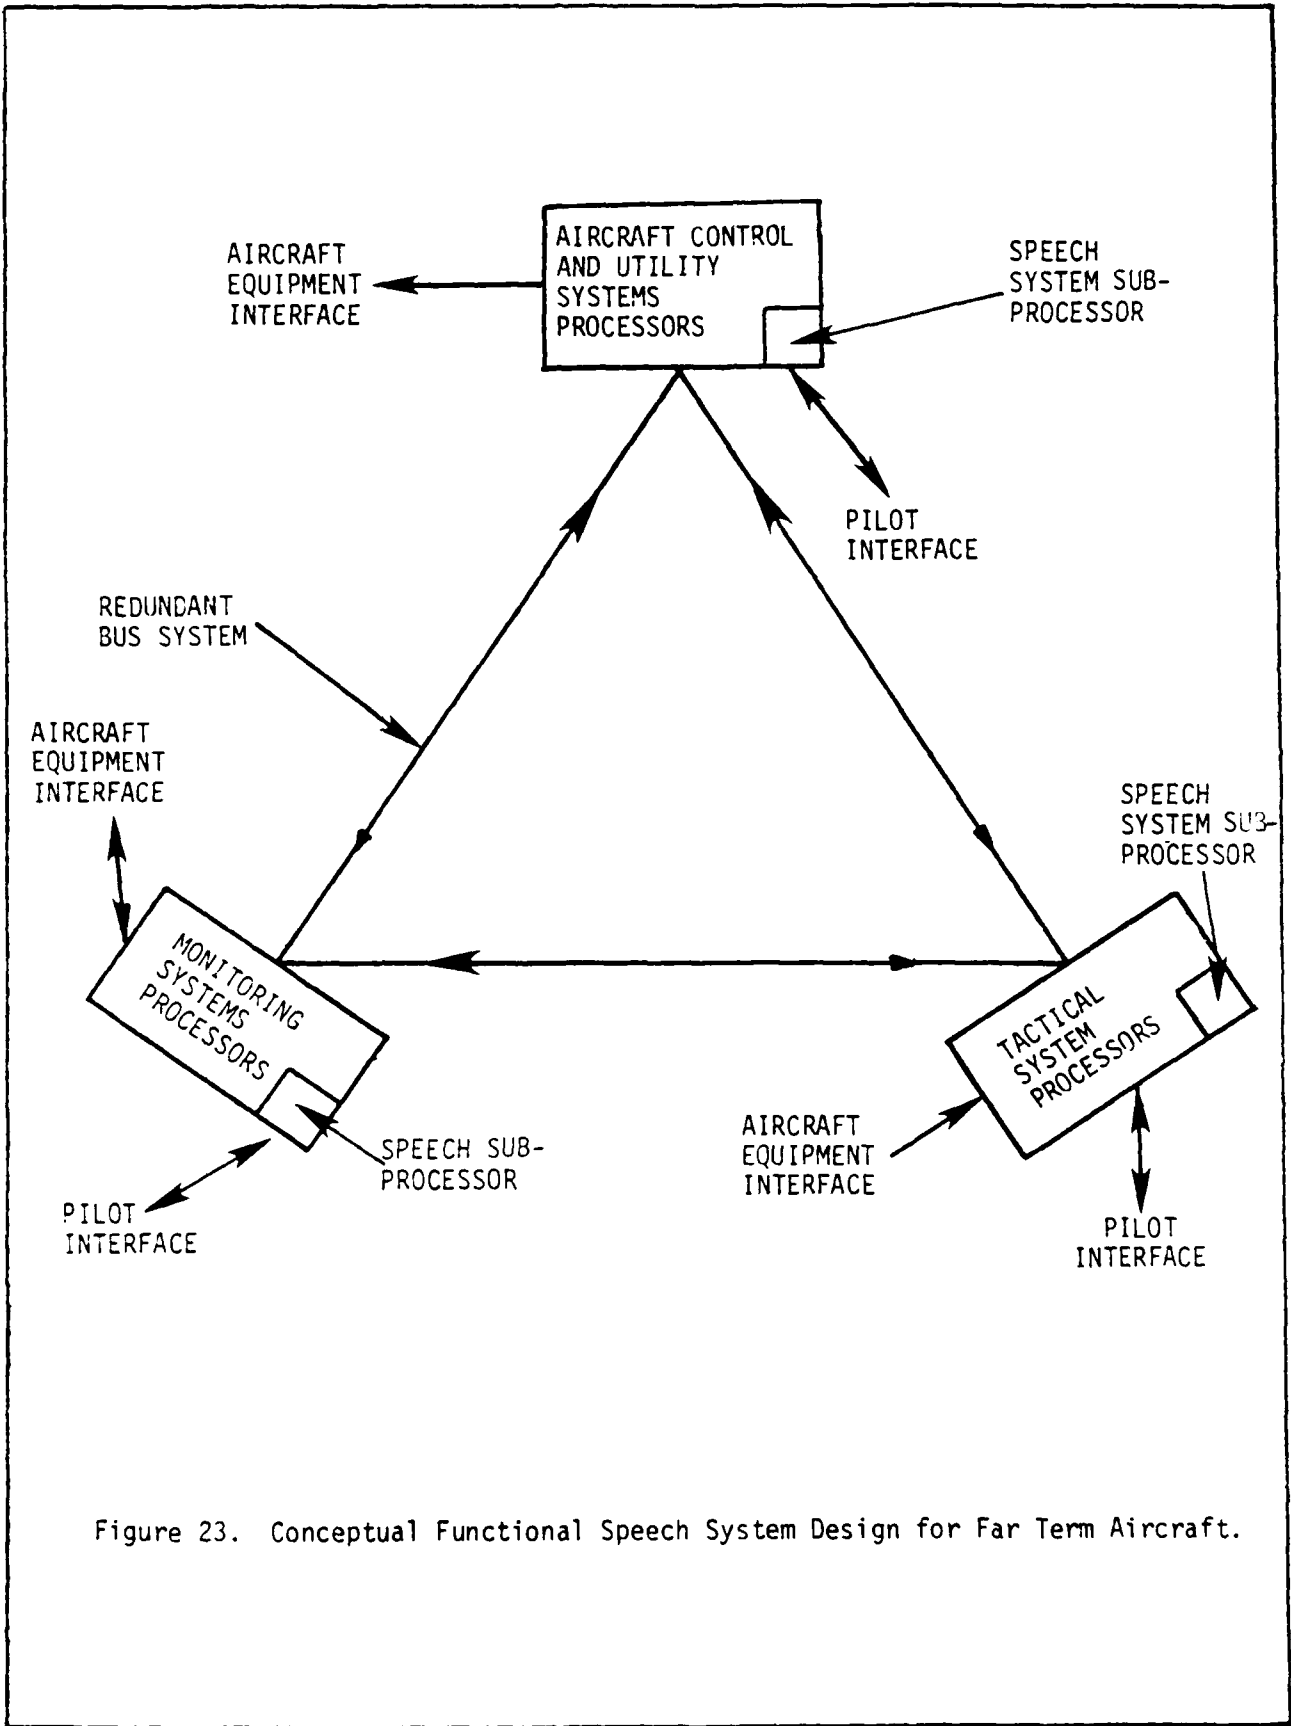 AIRCRAFT
EQUIPMENT
INTERFACE
AIRCRAFT CONTROL
AND UTILITY
SYSTEMS
PROCESSORS
SPEECH
SYSTEM SUB-
PROCESSOR
PILOT
INTERFACE
REDUNDANT
BUS SYSTEM
AIRCRAFT
EQUIPMENT
INTERFACE
SPEECH
SYSTEM SUB-
PROCESSOR
MONITORING
SYSTEMS
PROCESSORS
TACTICAL
SYSTEM
PROCESSORS
SPEECH SUB-
PROCESSOR
AIRCRAFT
EQUIPMENT
INTERFACE
PILOT
INTERFACE
PILOT
INTERFACE
Figure 23. Conceptual Functional Speech System Design for Far Term Aircraft.